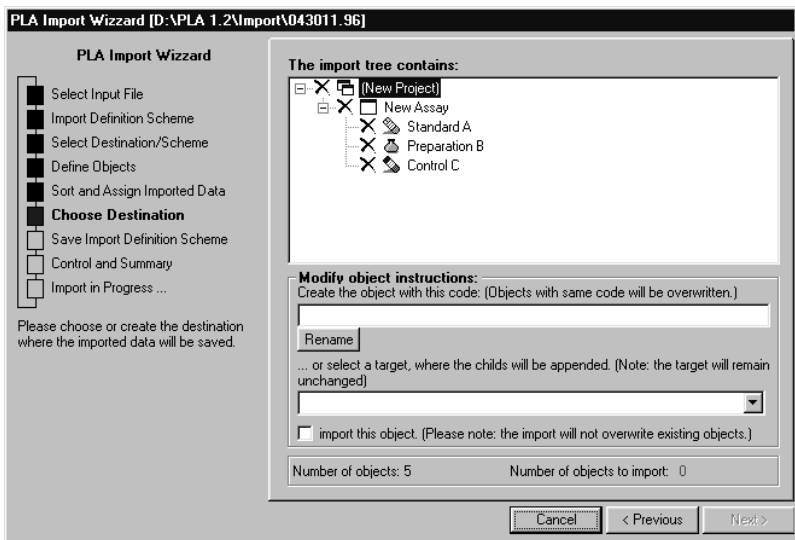 PLA Import Wizzard [D:\PLA 1.2\Import\043011.96]
PLA Import Wizzard
Select Input File
Import Definition Scheme
Select Destination/Scheme
Define Objects
Sort and Assign Imported Data
Choose Destination
Save Import Definition Scheme
Control and Summary
Import in Progress ...
Please choose or create the destination
where the imported data will be saved.
The import tree contains:
(New Project)
New Assay
Standard A
Preparation B
Control C
Modify object instructions:
Create the object with this code: (Objects with same code will be overwritten.)
Rename
... or select a target, where the childs will be appended. (Note: the target will remain
unchanged)
import this object. (Please note: the import will not overwrite existing objects.)
Number of objects: 5 Number of objects to import: 0
Cancel < Previous Next >